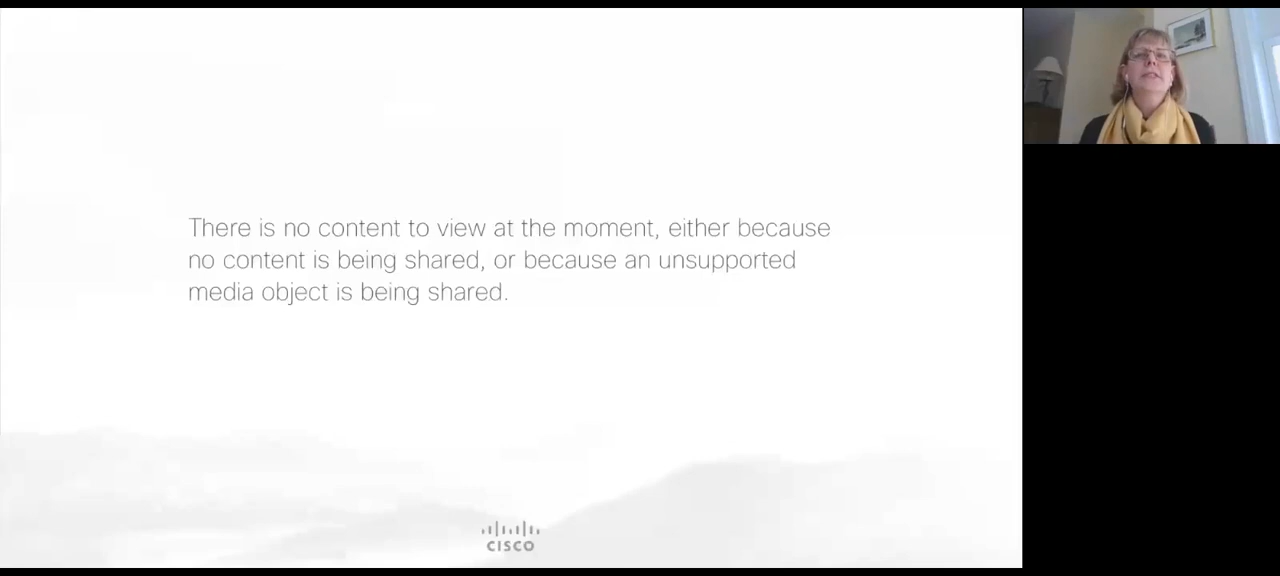 There is no content to view at the moment, either because
no content is being shared, or because an unsupported
media object is being shared.
CISCO